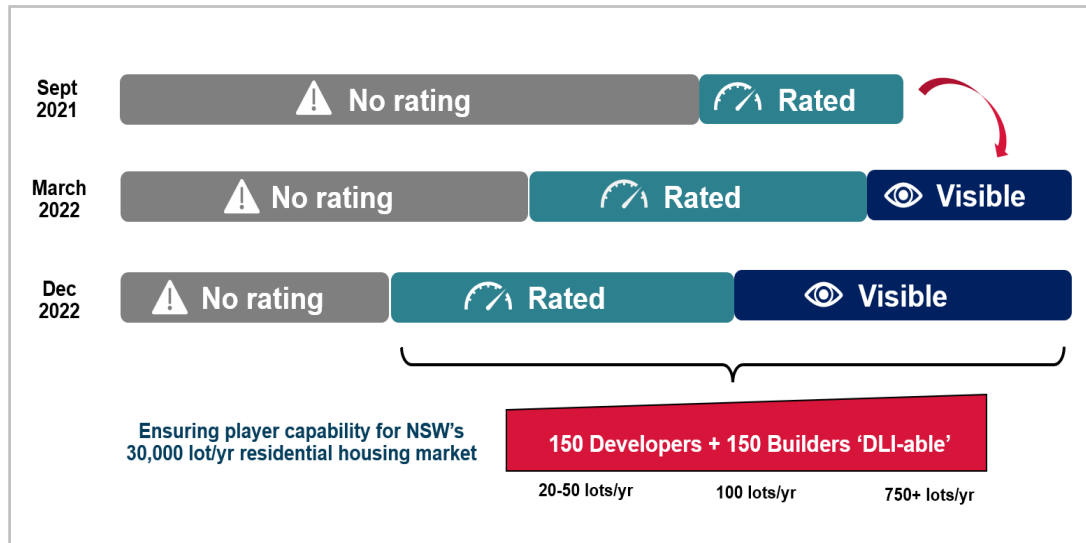 Sept
2021
No rating
Rated
March
2022
No rating
Rated
Visible
Dec
2022
No rating
Rated
Visible
Ensuring player capability for NSW's
30,000 lot/yr residential housing market
150 Developers + 150 Builders 'DLI-able'
20-50 lots/yr
100 lots/yr
750+ lots/yr